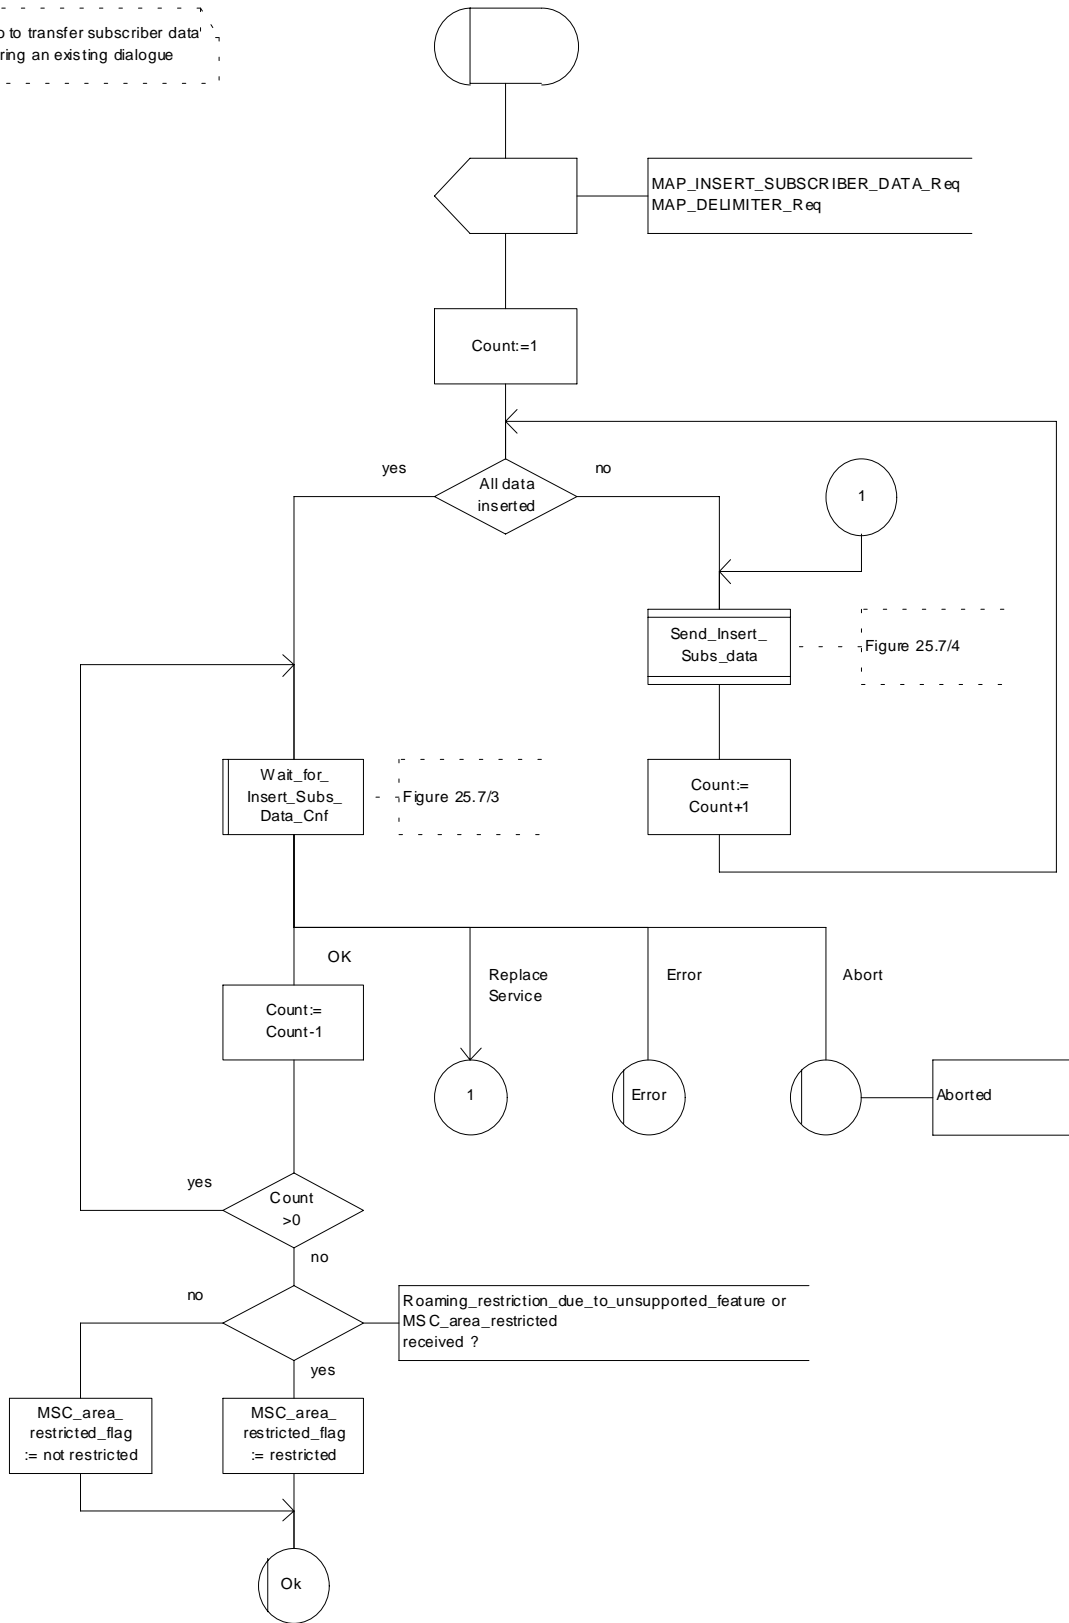 to transfer subscriber data'
ring an existing dialogue
MAP_INSERT_SUBSCRIBER_DATA_Req
MAP_DELIMITER_Req
Count:=1
yes
no
All data
inserted
1
Send_Insert_
Subs_data
Figure 25.7/4
Wait_for_
Insert_Subs_
Data_Cnf
Figure 25.7/3
Count:=
Count+1
OK
Replace
Service
Error
Abort
Count:=
Count-1
1
Error
Aborted
yes
Count
>0
no
no
Roaming_restriction_due_to_unsupported_feature or
MSC_area_restricted
received ?
yes
MSC_area_
restricted_flag
:= not restricted
MSC_area_
restricted_flag
:= restricted
Ok